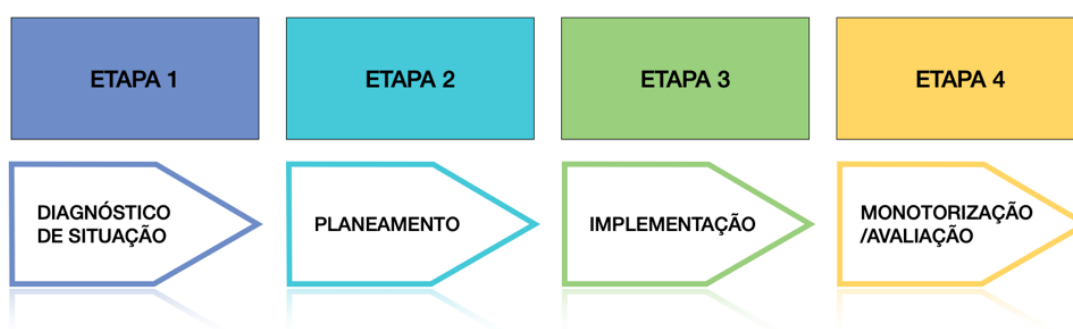 ETAPA 1
ETAPA 2
ETAPA 3
ETAPA 4
DIAGNÓSTICO
DE SITUAÇÃO
PLANEAMENTO
IMPLEMENTAÇÃO
MONOTORIZAÇÃO
/AVALIAÇÃO